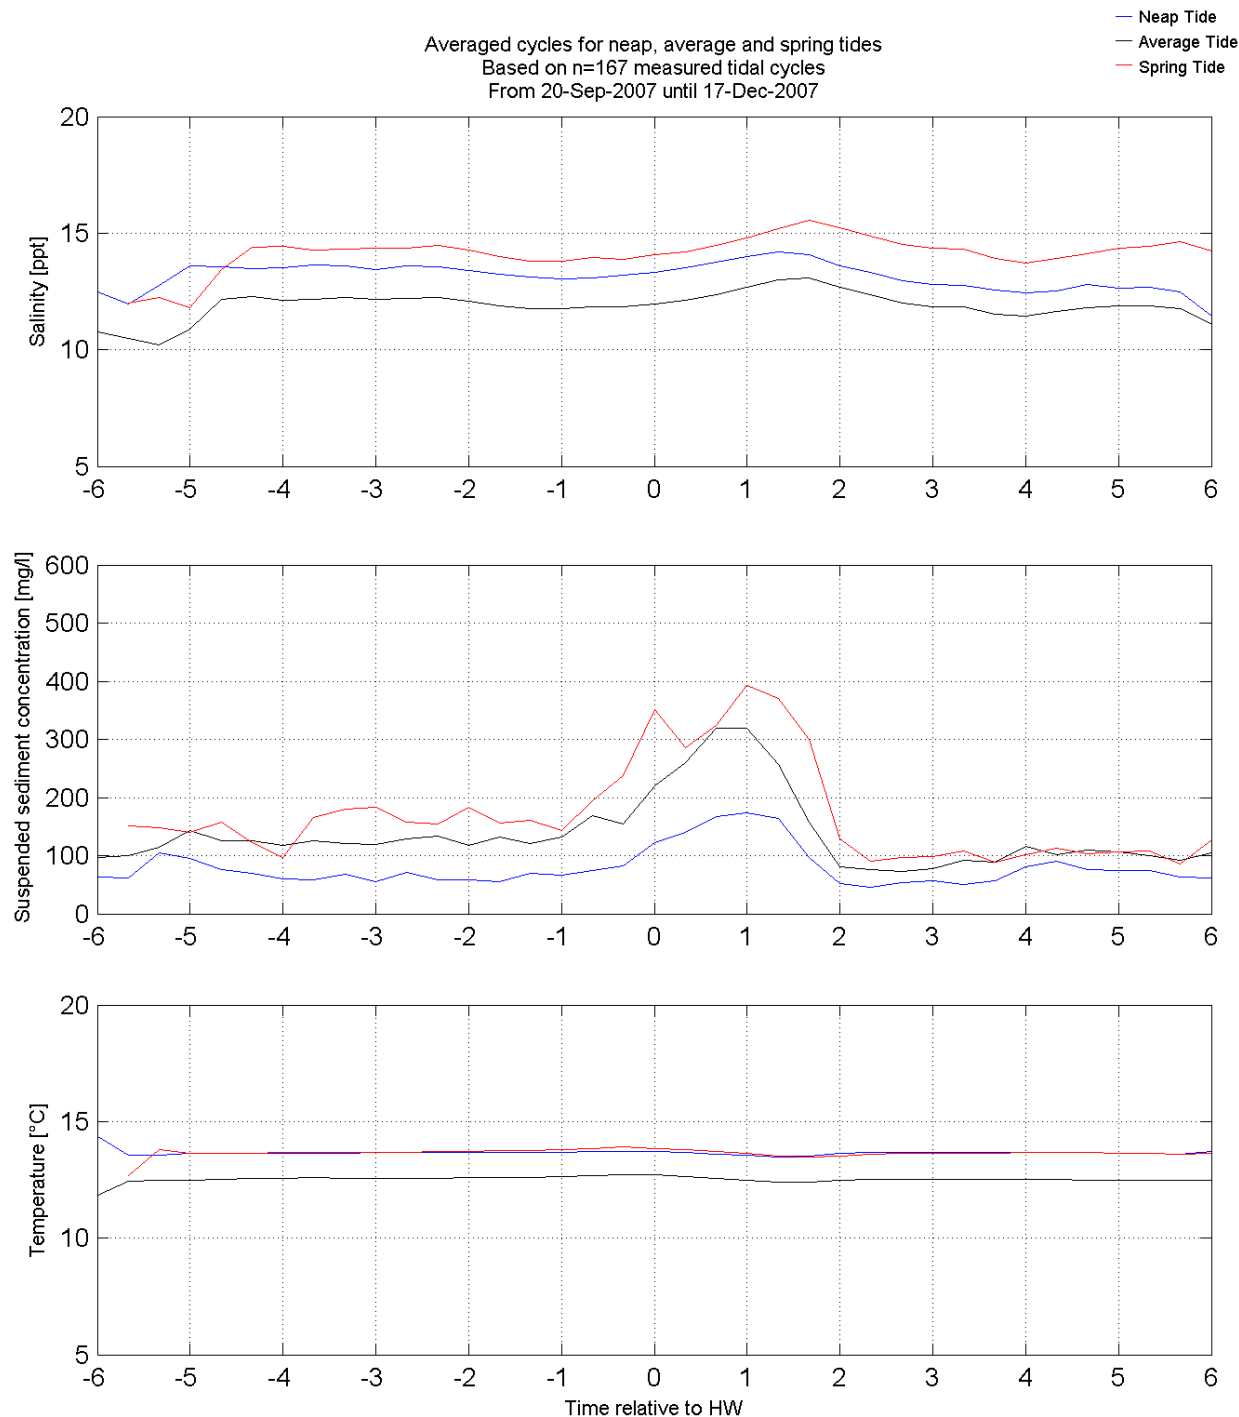 Neap Tide
Average Tide
Spring Tide
Averaged cycles for neap, average and spring tides
Based on n=167 measured tidal cycles
From 20-Sep-2007 until 17-Dec-2007
Salinity [ppt]
20
15
10
5
-6 -5 -4 -3 -2 -1 0 1 2 3 4 5 6
Suspended sediment concentration [mg/l]
600
500
400
300
200
100
0
-6 -5 -4 -3 -2 -1 0 1 2 3 4 5 6
Temperature [°C]
20
15
10
5
-6 -5 -4 -3 -2 -1 0 1 2 3 4 5 6
Time relative to HW